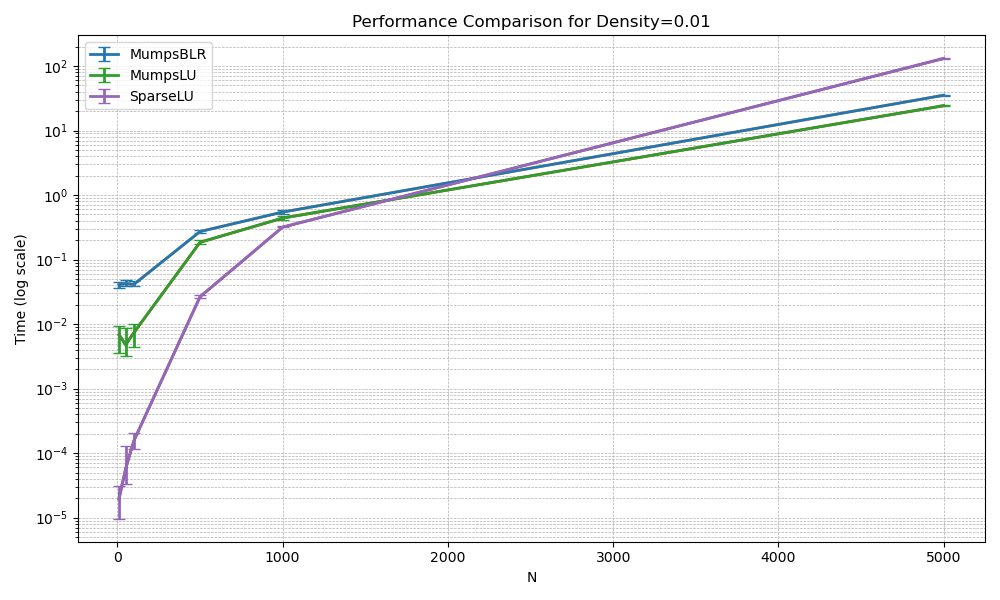 Performance Comparison for Density=0.01
MumpsBLR
MumpsLU
SparseLU
Time (log scale)
10²
10¹
10⁰
10⁻¹
10⁻²
10⁻³
10⁻⁴
10⁻⁵
0 1000 2000 3000 4000 5000
N